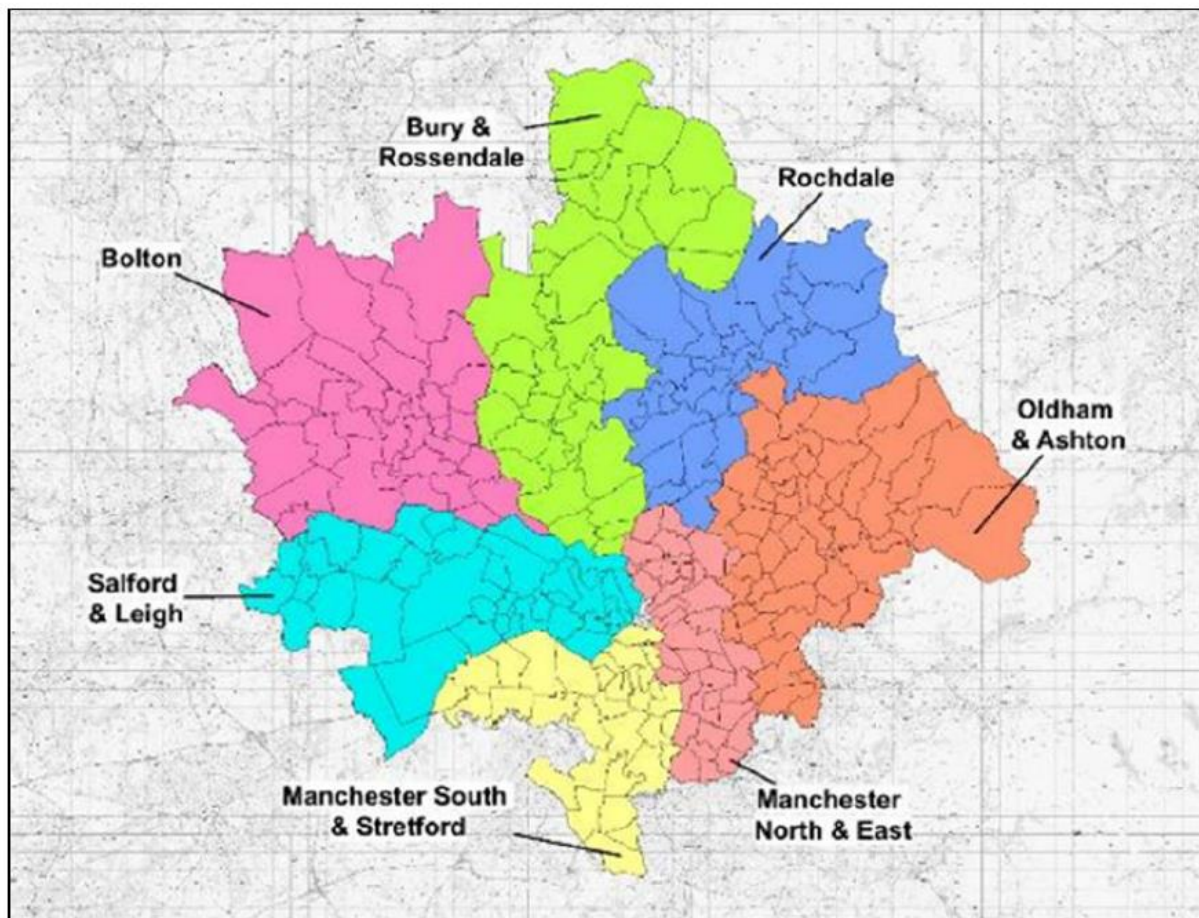 Bury &
Rossendale
Rochdale
Bolton
Oldham
& Ashton
Salford
& Leigh
Manchester South
& Stretford
Manchester
North & East